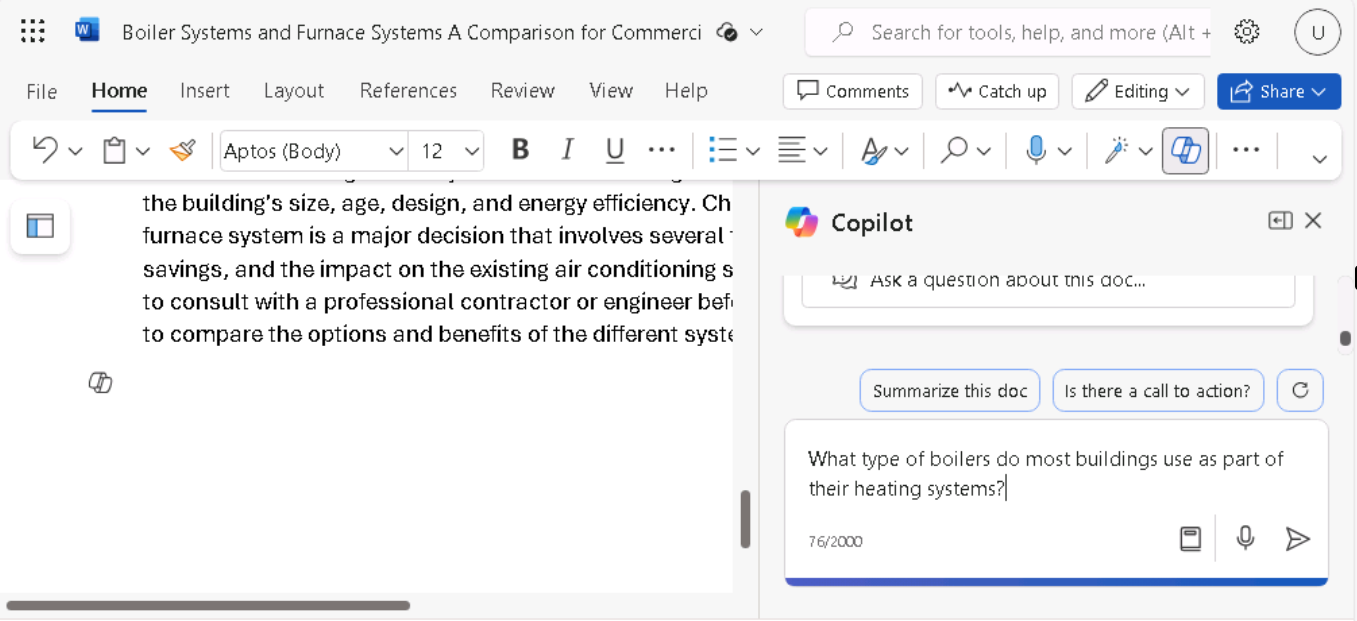 Boiler Systems and Furnace Systems A Comparison for Commerci
Search for tools, help, and more (Alt +
U
File Home Insert Layout References Review View Help
Comments Catch up Editing Share
Aptos (Body) 12 B I U
the building's size, age, design, and energy efficiency. Ch
furnace system is a major decision that involves several
savings, and the impact on the existing air conditioning s
to consult with a professional contractor or engineer bef
to compare the options and benefits of the different syste
Copilot
Ask a question about this doc...
Summarize this doc Is there a call to action?
What type of boilers do most buildings use as part of
their heating systems?
76/2000